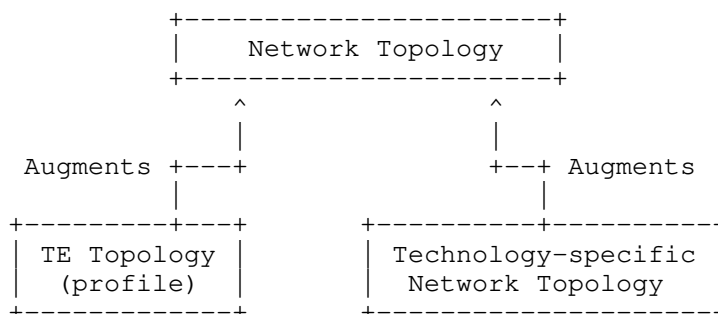 Network Topology
Augments Augments
TE Topology Technology-specific
(profile) Network Topology